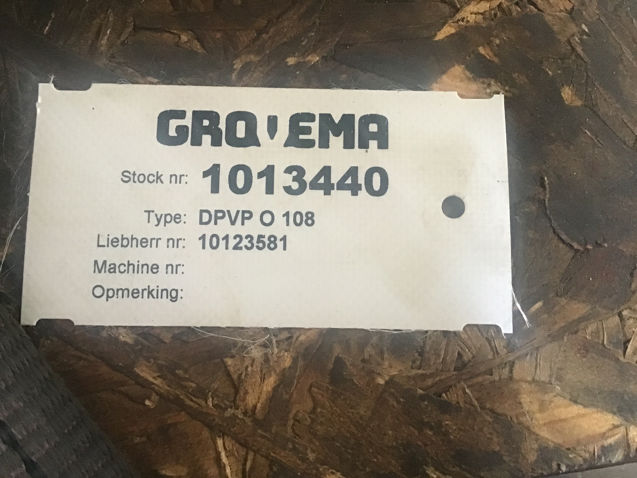 GROVEMA
Stock nr: 1013440
Type: DPVP O 108
Liebherr nr: 10123581
Machine nr:
Opmerking: